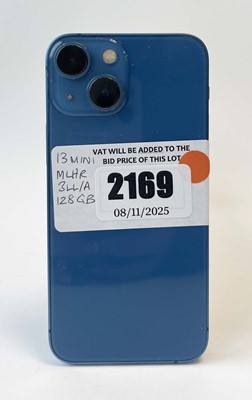 VAT WILL BE ADDED TO THE
BID PRICE OF THIS LOT
13 MINI
MLHR
3LL/A
128GB
2169
08/11/2025